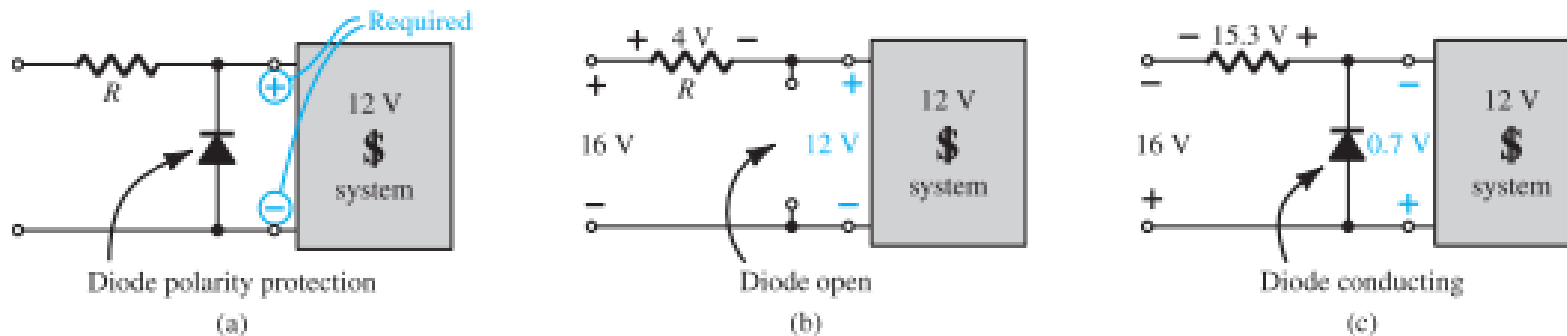 Required
R
+
−
12 V
$
system
Diode polarity protection
(a)
+ 4 V −
R
+
16 V
−
+
12 V
−
12 V
$
system
Diode open
(b)
− 15.3 V +
−
16 V
+
−
0.7 V
+
12 V
$
system
Diode conducting
(c)